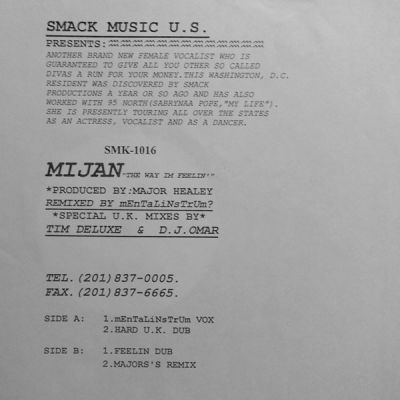 SMACK MUSIC U.S.
PRESENTS:
ANOTHER BRAND NEW FEMALE VOCALIST WHO IS
GUARANTEED TO GIVE ALL YOU OTHER SO CALLED
DIVAS A RUN FOR YOUR MONEY.THIS WASHINGTON, D.C.
RESIDENT WAS DISCOVERED BY SMACK
PRODUCTIONS A YEAR OR SO AGO AND HAS ALSO
WORKED WITH 95 NORTH(SABRYNAA POPE,"MY LIFE").
SHE IS PRESENTLY TOURING ALL OVER THE STATES
AS AN ACTRESS, VOCALIST AND AS A DANCER.
SMK-1016
MIJAN "THE WAY IM FEELIN'"
*PRODUCED BY:MAJOR HEALEY
REMIXED BY mEnTaLiNsTrUm?
*SPECIAL U.K. MIXES BY*
TIM DELUXE & D.J.OMAR
TEL.(201)837-0005.
FAX.(201)837-6665.
SIDE A: 1.mEnTaLiNsTrUm VOX
2.HARD U.K. DUB
SIDE B: 1.FEELIN DUB
2.MAJORS'S REMIX